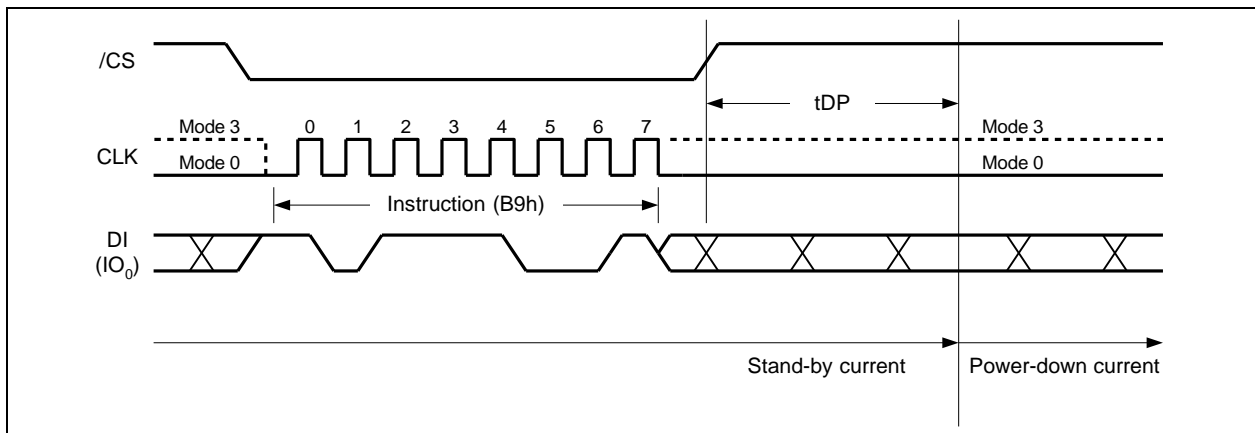 /CS
tDP
Mode 3 0 1 2 3 4 5 6 7 Mode 3
CLK
Mode 0 Mode 0
Instruction (B9h)
DI
(IO₀)
Stand-by current Power-down current